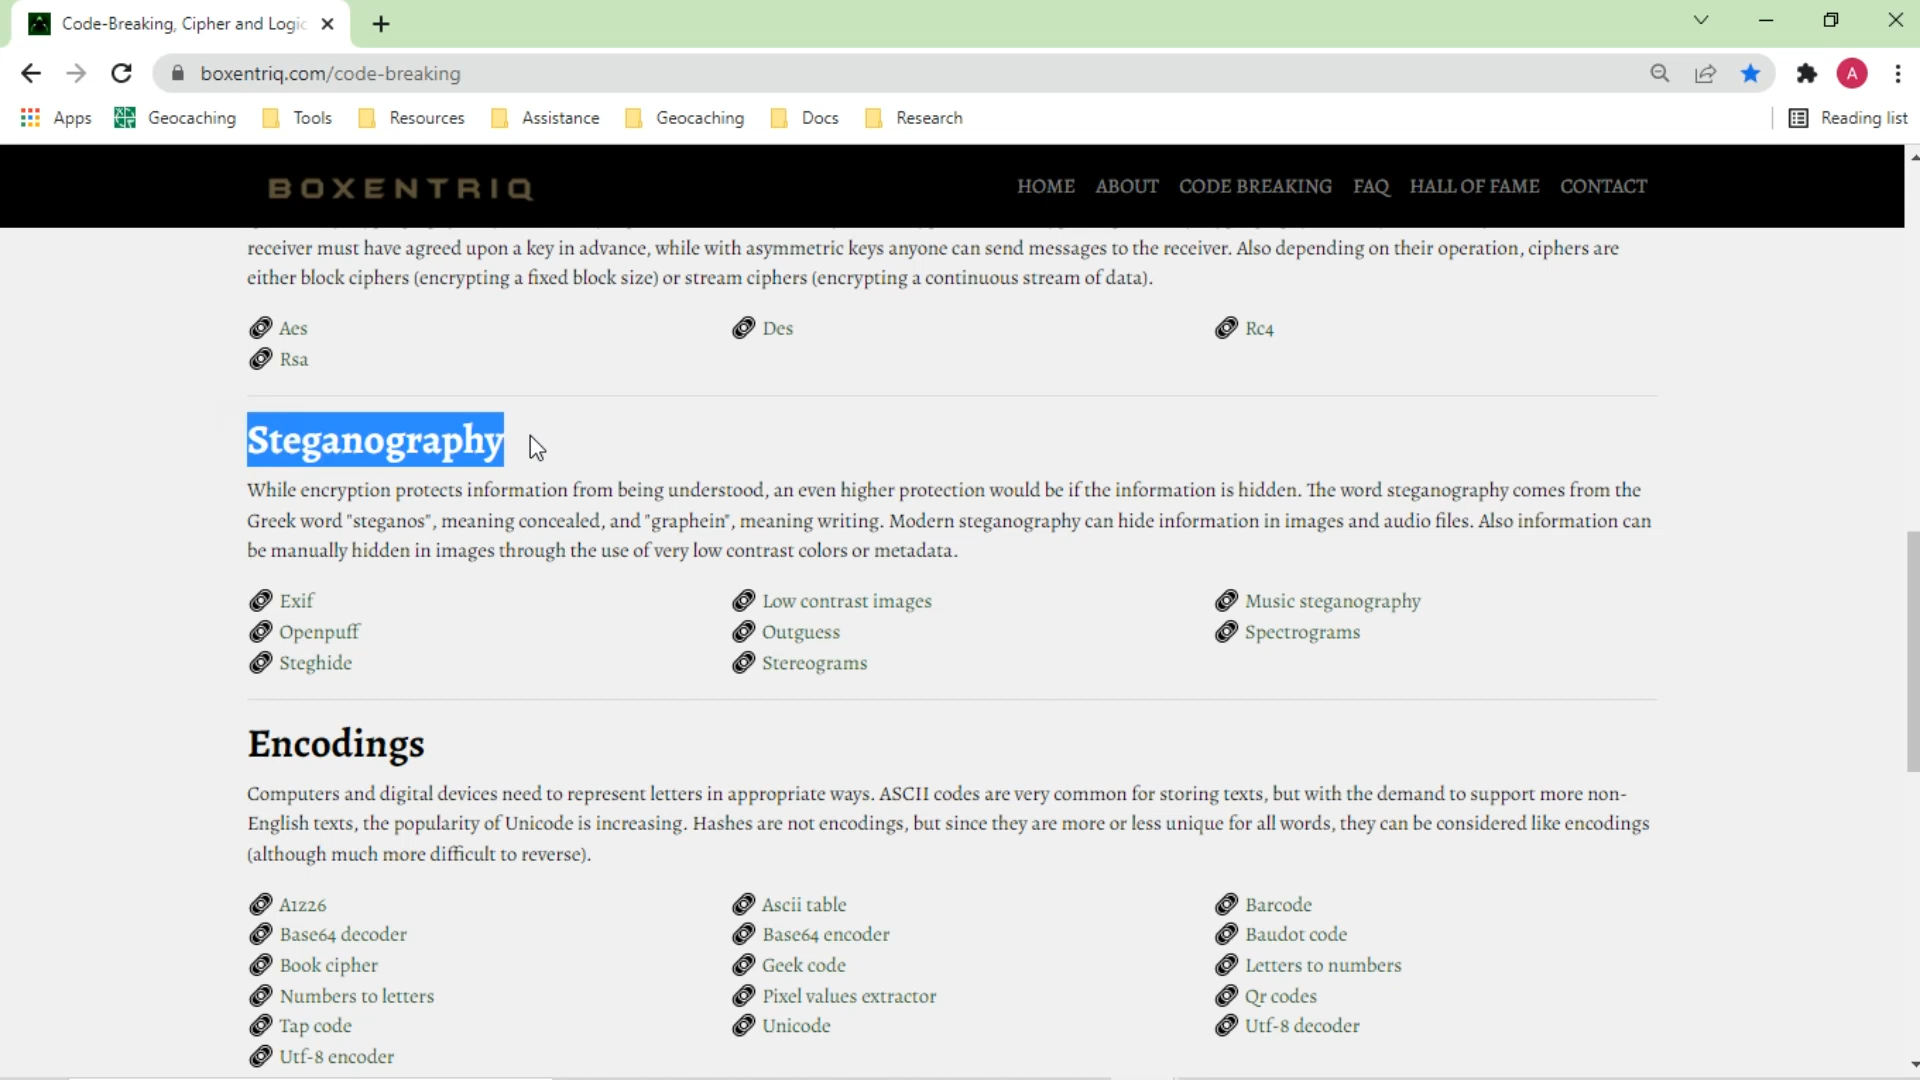 Code-Breaking, Cipher and Logic
boxentriq.com/code-breaking
A
Apps Geocaching Tools Resources Assistance Geocaching Docs Research Reading list
BOXENTRIQ HOME ABOUT CODE BREAKING FAQ HALL OF FAME CONTACT
receiver must have agreed upon a key in advance, while with asymmetric keys anyone can send messages to the receiver. Also depending on their operation, ciphers are
either block ciphers (encrypting a fixed block size) or stream ciphers (encrypting a continuous stream of data).
Aes Des Rc4
Rsa
Steganography
While encryption protects information from being understood, an even higher protection would be if the information is hidden. The word steganography comes from the
Greek word "steganos", meaning concealed, and "graphein", meaning writing. Modern steganography can hide information in images and audio files. Also information can
be manually hidden in images through the use of very low contrast colors or metadata.
Exif Low contrast images Music steganography
Openpuff Outguess Spectrograms
Steghide Stereograms
Encodings
Computers and digital devices need to represent letters in appropriate ways. ASCII codes are very common for storing texts, but with the demand to support more non-
English texts, the popularity of Unicode is increasing. Hashes are not encodings, but since they are more or less unique for all words, they can be considered like encodings
(although much more difficult to reverse).
A1z26 Ascii table Barcode
Base64 decoder Base64 encoder Baudot code
Book cipher Geek code Letters to numbers
Numbers to letters Pixel values extractor Qr codes
Tap code Unicode Utf-8 decoder
Utf-8 encoder